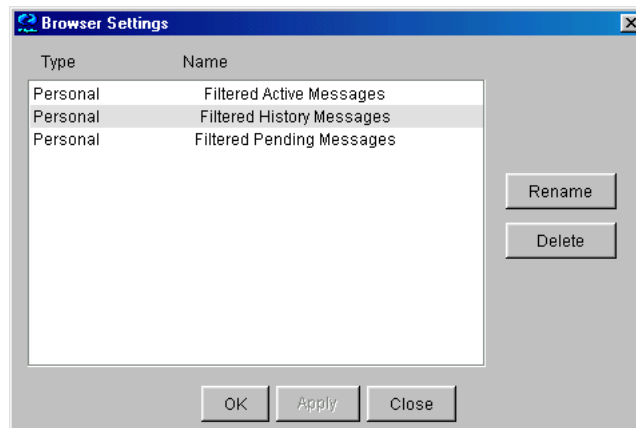 Browser Settings
Type Name
Personal Filtered Active Messages
Personal Filtered History Messages
Personal Filtered Pending Messages
Rename
Delete
OK Apply Close